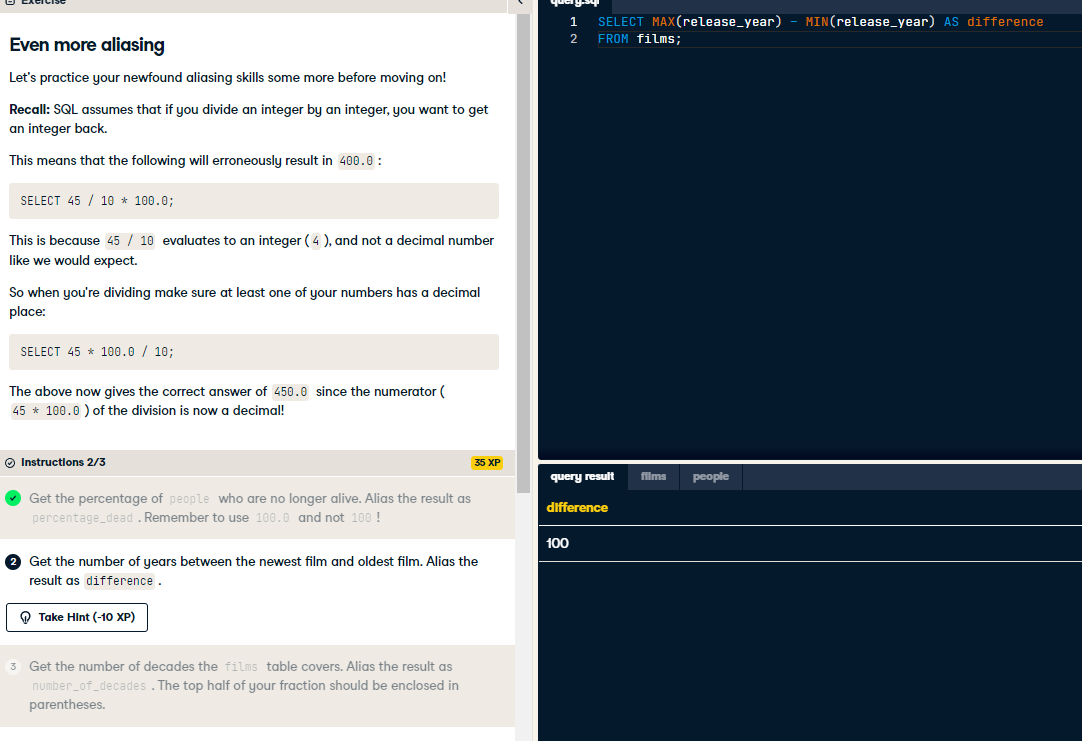 Exercise
Even more aliasing
Let's practice your newfound aliasing skills some more before moving on!
Recall: SQL assumes that if you divide an integer by an integer, you want to get
an integer back.
This means that the following will erroneously result in 400.0 :
SELECT 45 / 10 * 100.0;
This is because 45 / 10 evaluates to an integer ( 4 ), and not a decimal number
like we would expect.
So when you're dividing make sure at least one of your numbers has a decimal
place:
SELECT 45 * 100.0 / 10;
The above now gives the correct answer of 450.0 since the numerator (
45 * 100.0 ) of the division is now a decimal!
Instructions 2/3
35 XP
Get the percentage of people who are no longer alive. Alias the result as
percentage_dead . Remember to use 100.0 and not 100 !
2 Get the number of years between the newest film and oldest film. Alias the
result as difference .
Take Hint (-10 XP)
3 Get the number of decades the films table covers. Alias the result as
number_of_decades . The top half of your fraction should be enclosed in
parentheses.
query.sql
1 SELECT MAX(release_year) - MIN(release_year) AS difference
2 FROM films;
query result films people
difference
100